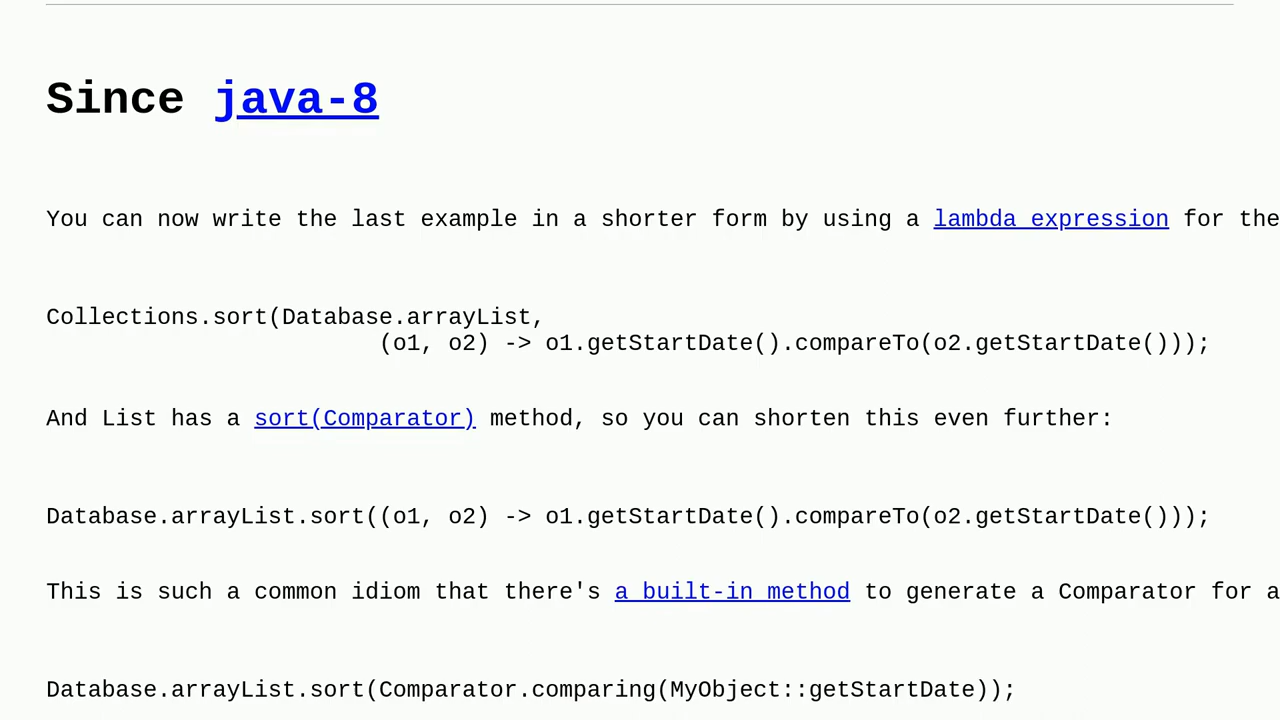 Since java-8
You can now write the last example in a shorter form by using a lambda expression for the
Collections.sort(Database.arrayList,
(o1, o2) -> o1.getStartDate().compareTo(o2.getStartDate()));
And List has a sort(Comparator) method, so you can shorten this even further:
Database.arrayList.sort((o1, o2) -> o1.getStartDate().compareTo(o2.getStartDate()));
This is such a common idiom that there's a built-in method to generate a Comparator for a
Database.arrayList.sort(Comparator.comparing(MyObject::getStartDate));